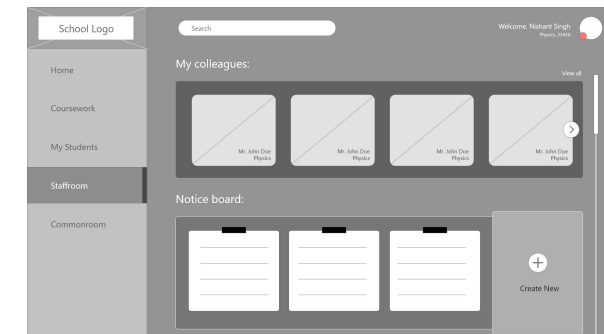 School Logo
Search
Welcome, Nishant Singh
Physics, 23416
Home
Coursework
My Students
Staffroom
Commonroom
My colleagues:
View all
Mr. John Doe
Physics
Mr. John Doe
Physics
Mr. John Doe
Physics
Mr. John Doe
Physics
Notice board:
Create New